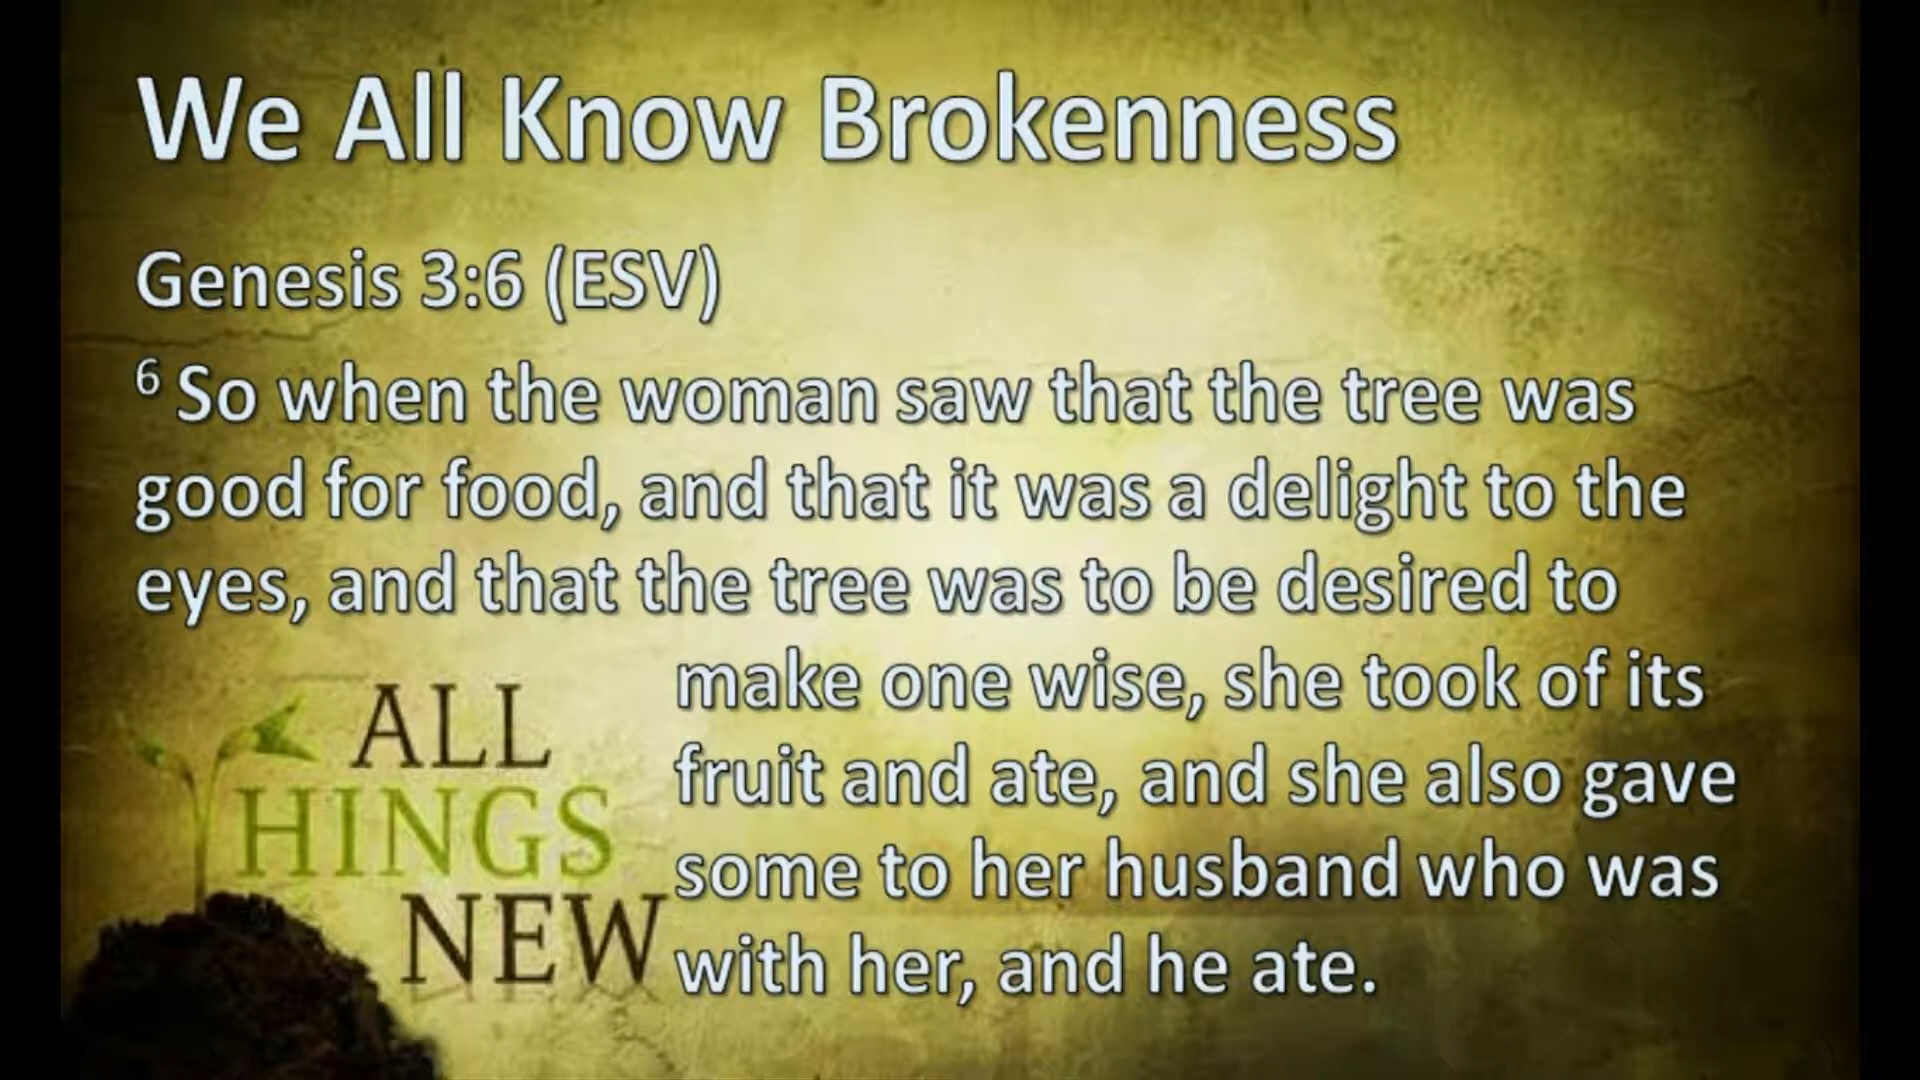 We All Know Brokenness
Genesis 3:6 (ESV)
6 So when the woman saw that the tree was
good for food, and that it was a delight to the
eyes, and that the tree was to be desired to
make one wise, she took of its
fruit and ate, and she also gave
some to her husband who was
with her, and he ate.
ALL
THINGS
NEW